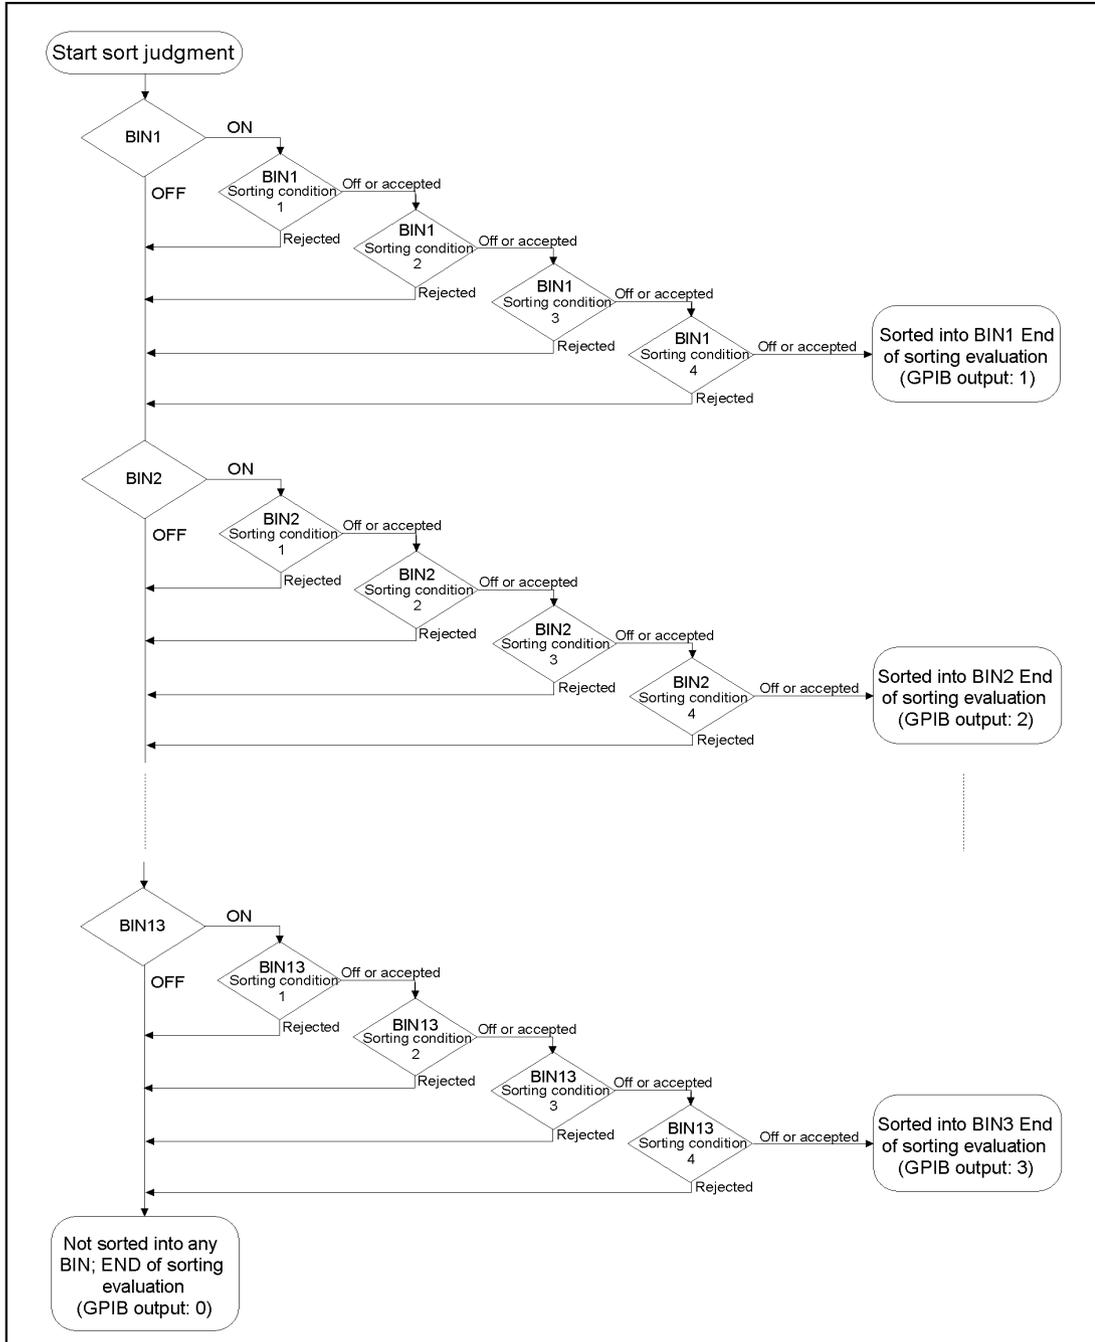 Start sort judgment
BIN1
ON
OFF
BIN1
Sorting condition
1
Off or accepted
Rejected
BIN1
Sorting condition
2
Off or accepted
Rejected
BIN1
Sorting condition
3
Off or accepted
Rejected
BIN1
Sorting condition
4
Off or accepted
Rejected
Sorted into BIN1 End
of sorting evaluation
(GPIB output: 1)
BIN2
ON
OFF
BIN2
Sorting condition
1
Off or accepted
Rejected
BIN2
Sorting condition
2
Off or accepted
Rejected
BIN2
Sorting condition
3
Off or accepted
Rejected
BIN2
Sorting condition
4
Off or accepted
Rejected
Sorted into BIN2 End
of sorting evaluation
(GPIB output: 2)
BIN13
ON
OFF
BIN13
Sorting condition
1
Off or accepted
Rejected
BIN13
Sorting condition
2
Off or accepted
Rejected
BIN13
Sorting condition
3
Off or accepted
Rejected
BIN13
Sorting condition
4
Off or accepted
Rejected
Sorted into BIN3 End
of sorting evaluation
(GPIB output: 3)
Not sorted into any
BIN; END of sorting
evaluation
(GPIB output: 0)